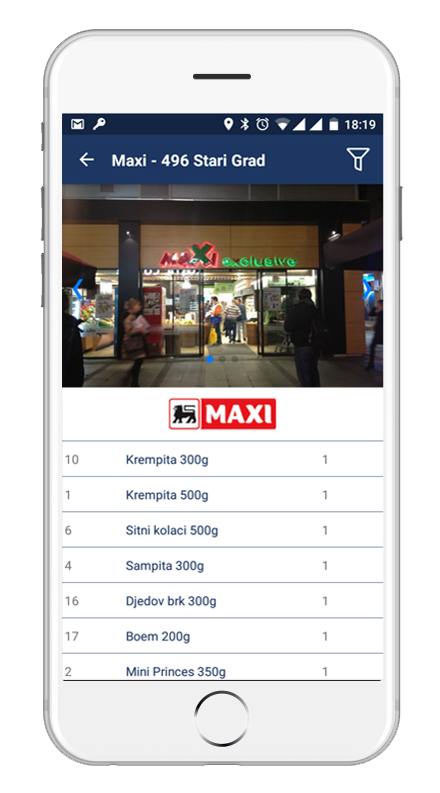 18:19
Maxi - 496 Stari Grad
MAXI exclusive
MAXI
10 Krempita 300g 1
1 Krempita 500g 1
6 Sitni kolaci 500g 1
4 Sampita 300g 1
16 Djedov brk 300g 1
17 Boem 200g 1
2 Mini Princes 350g 1